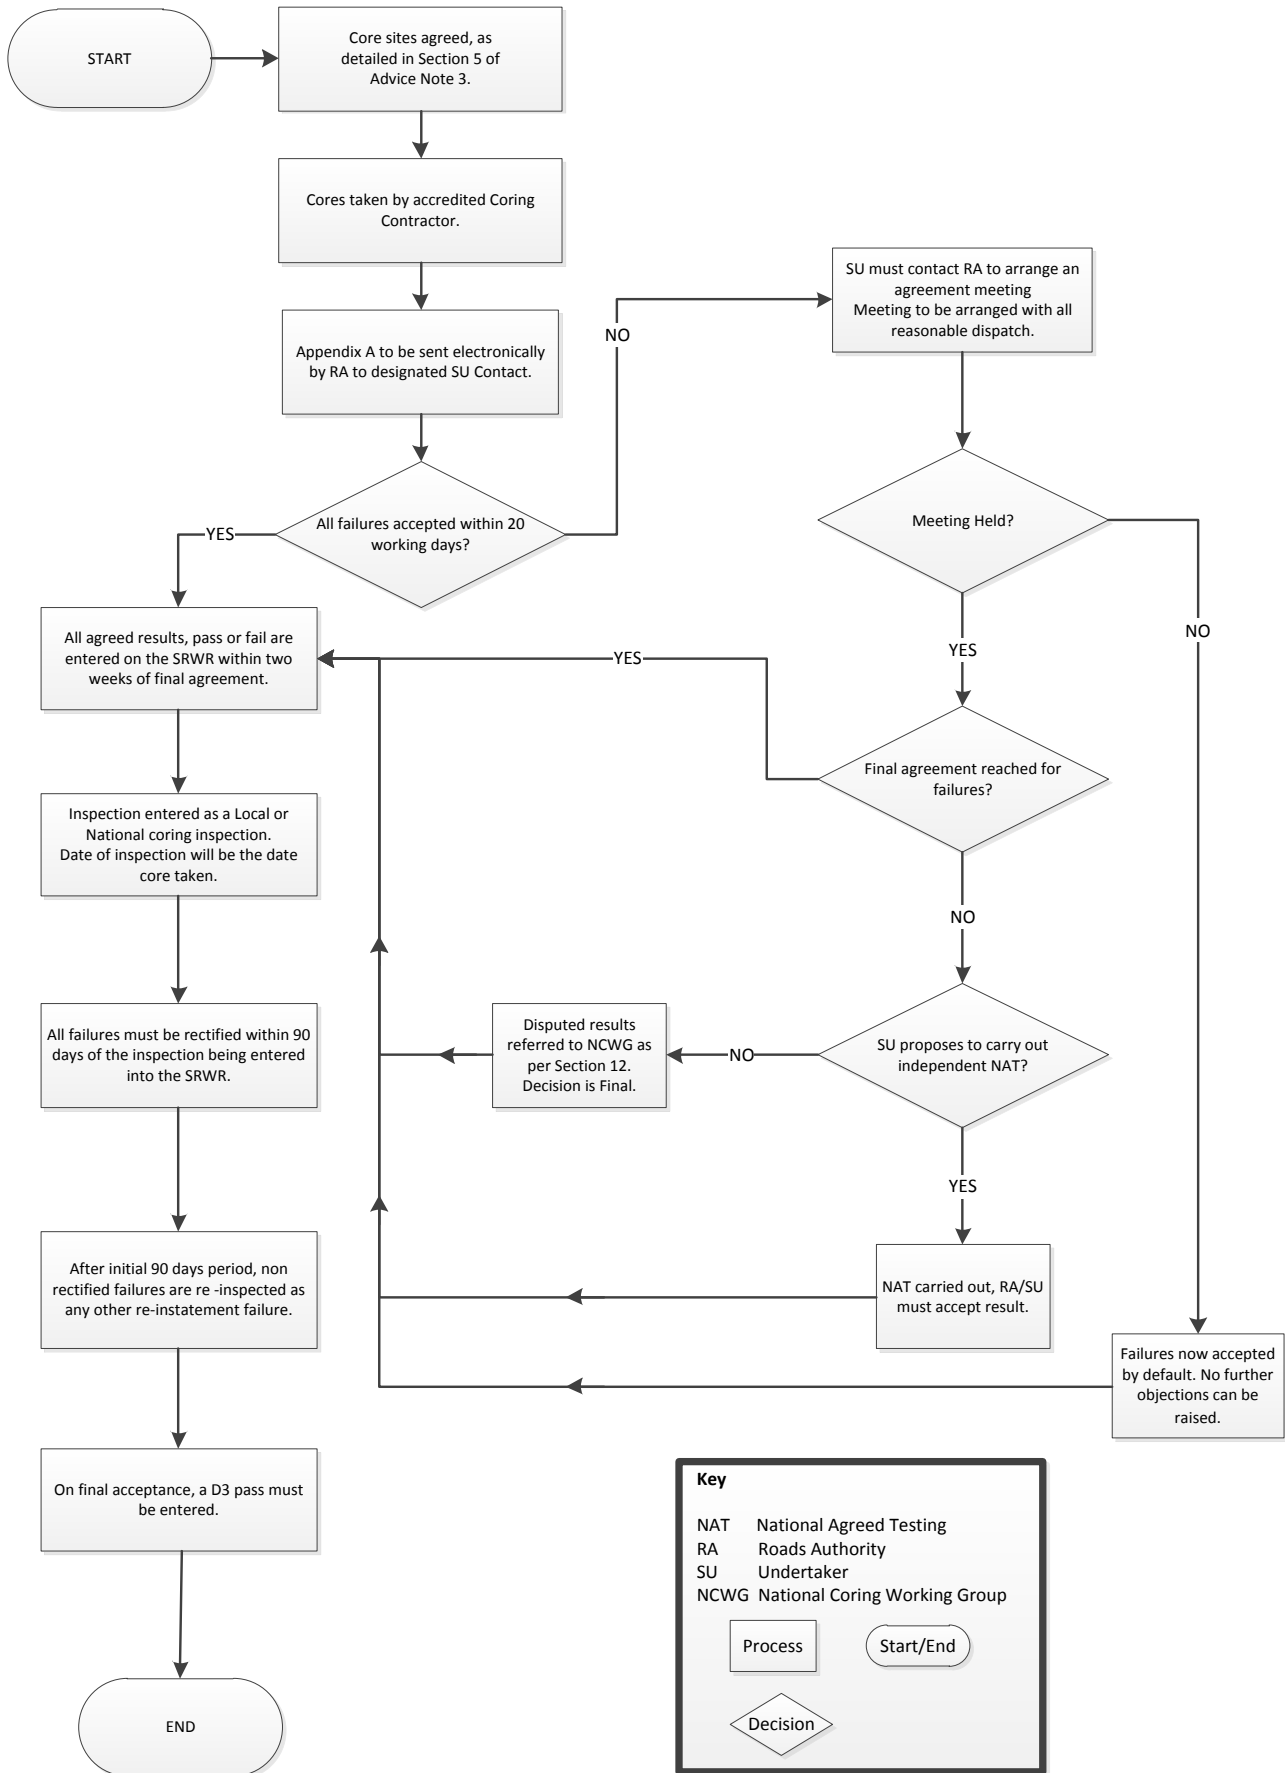 START
Core sites agreed, as
detailed in Section 5 of
Advice Note 3.
Cores taken by accredited Coring
Contractor.
Appendix A to be sent electronically
by RA to designated SU Contact.
All failures accepted within 20
working days?
YES
NO
SU must contact RA to arrange an
agreement meeting
Meeting to be arranged with all
reasonable dispatch.
Meeting Held?
YES
NO
All agreed results, pass or fail are
entered on the SRWR within two
weeks of final agreement.
YES
Final agreement reached for
failures?
NO
Inspection entered as a Local or
National coring inspection.
Date of inspection will be the date
core taken.
All failures must be rectified within 90
days of the inspection being entered
into the SRWR.
Disputed results
referred to NCWG as
per Section 12.
Decision is Final.
NO
SU proposes to carry out
independent NAT?
YES
After initial 90 days period, non
rectified failures are re -inspected as
any other re-instatement failure.
NAT carried out, RA/SU
must accept result.
Failures now accepted
by default. No further
objections can be
raised.
On final acceptance, a D3 pass must
be entered.
END
Key
NAT National Agreed Testing
RA Roads Authority
SU Undertaker
NCWG National Coring Working Group
Process
Start/End
Decision